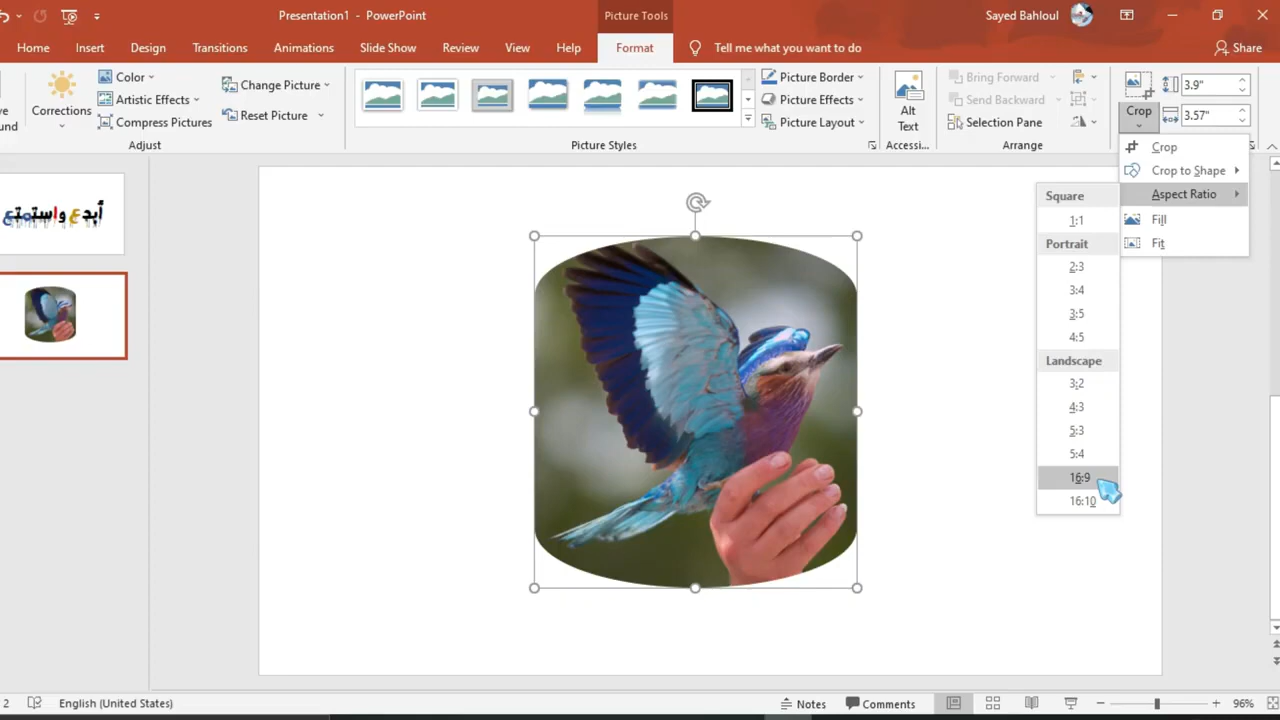 Presentation1 - PowerPoint
Picture Tools
Sayed Bahloul
Home
Insert
Design
Transitions
Animations
Slide Show
Review
View
Help
Format
Tell me what you want to do
Share
Corrections
Color
Artistic Effects
Compress Pictures
Change Picture
Reset Picture
Adjust
Picture Styles
Picture Border
Picture Effects
Picture Layout
Alt
Text
Accessi...
Bring Forward
Send Backward
Selection Pane
Arrange
Crop
3.9"
3.57"
Crop
Crop to Shape
Aspect Ratio
Fill
Fit
Square
1:1
Portrait
2:3
3:4
3:5
4:5
Landscape
3:2
4:3
5:3
5:4
16:9
16:10
أبدع واستمتع
2
English (United States)
Notes
Comments
96%